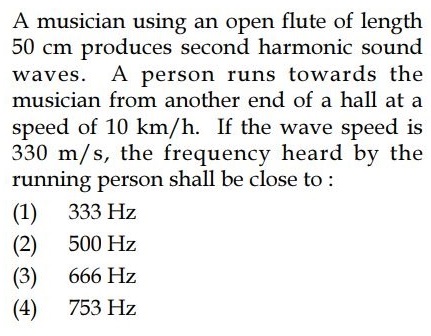 A musician using an open flute of length
50 cm produces second harmonic sound
waves. A person runs towards the
musician from another end of a hall at a
speed of 10 km/h. If the wave speed is
330 m/s, the frequency heard by the
running person shall be close to :
(1) 333 Hz
(2) 500 Hz
(3) 666 Hz
(4) 753 Hz